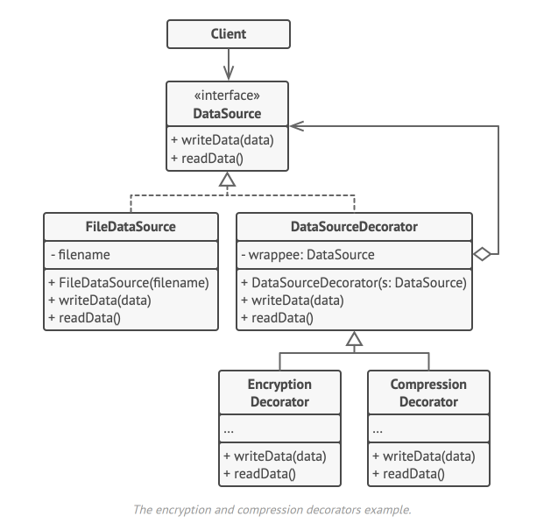 Client
«interface»
DataSource
+ writeData(data)
+ readData()
FileDataSource
- filename
+ FileDataSource(filename)
+ writeData(data)
+ readData()
DataSourceDecorator
- wrappee: DataSource
+ DataSourceDecorator(s: DataSource)
+ writeData(data)
+ readData()
Encryption
Decorator
...
+ writeData(data)
+ readData()
Compression
Decorator
...
+ writeData(data)
+ readData()
The encryption and compression decorators example.